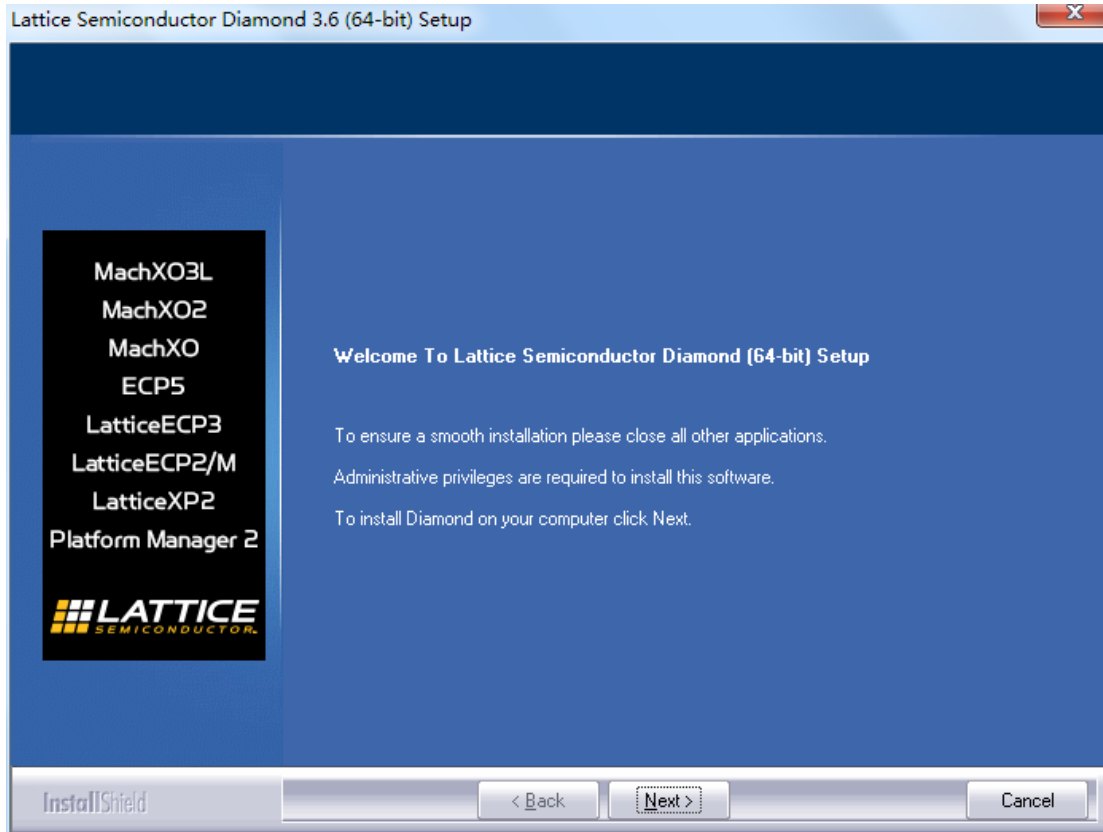 Lattice Semiconductor Diamond 3.6 (64-bit) Setup
x
MachXO3L
MachXO2
MachXO
ECP5
LatticeECP3
LatticeECP2/M
LatticeXP2
Platform Manager 2
LATTICE
SEMICONDUCTOR™
Welcome To Lattice Semiconductor Diamond (64-bit) Setup
To ensure a smooth installation please close all other applications.
Administrative privileges are required to install this software.
To install Diamond on your computer click Next.
InstallShield
< Back
Next >
Cancel